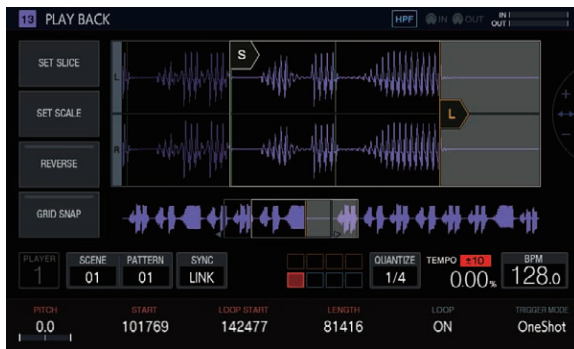 13 PLAY BACK
HPF IN OUT IN OUT
SET SLICE
SET SCALE
REVERSE
GRID SNAP
L
R
S
L
PLAYER 1
SCENE 01
PATTERN 01
SYNC LINK
QUANTIZE 1/4
TEMPO ±10 0.00%
BPM 128.0
PITCH START LOOP START LENGTH LOOP TRIGGER MODE
0.0 101769 142477 81416 ON OneShot